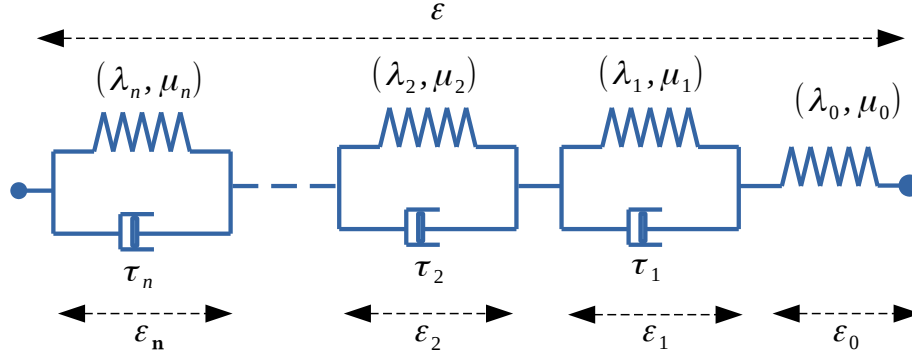 ε
(λₙ, μₙ) (λ₂, μ₂) (λ₁, μ₁) (λ₀, μ₀)
τₙ τ₂ τ₁
εₙ ε₂ ε₁ ε₀